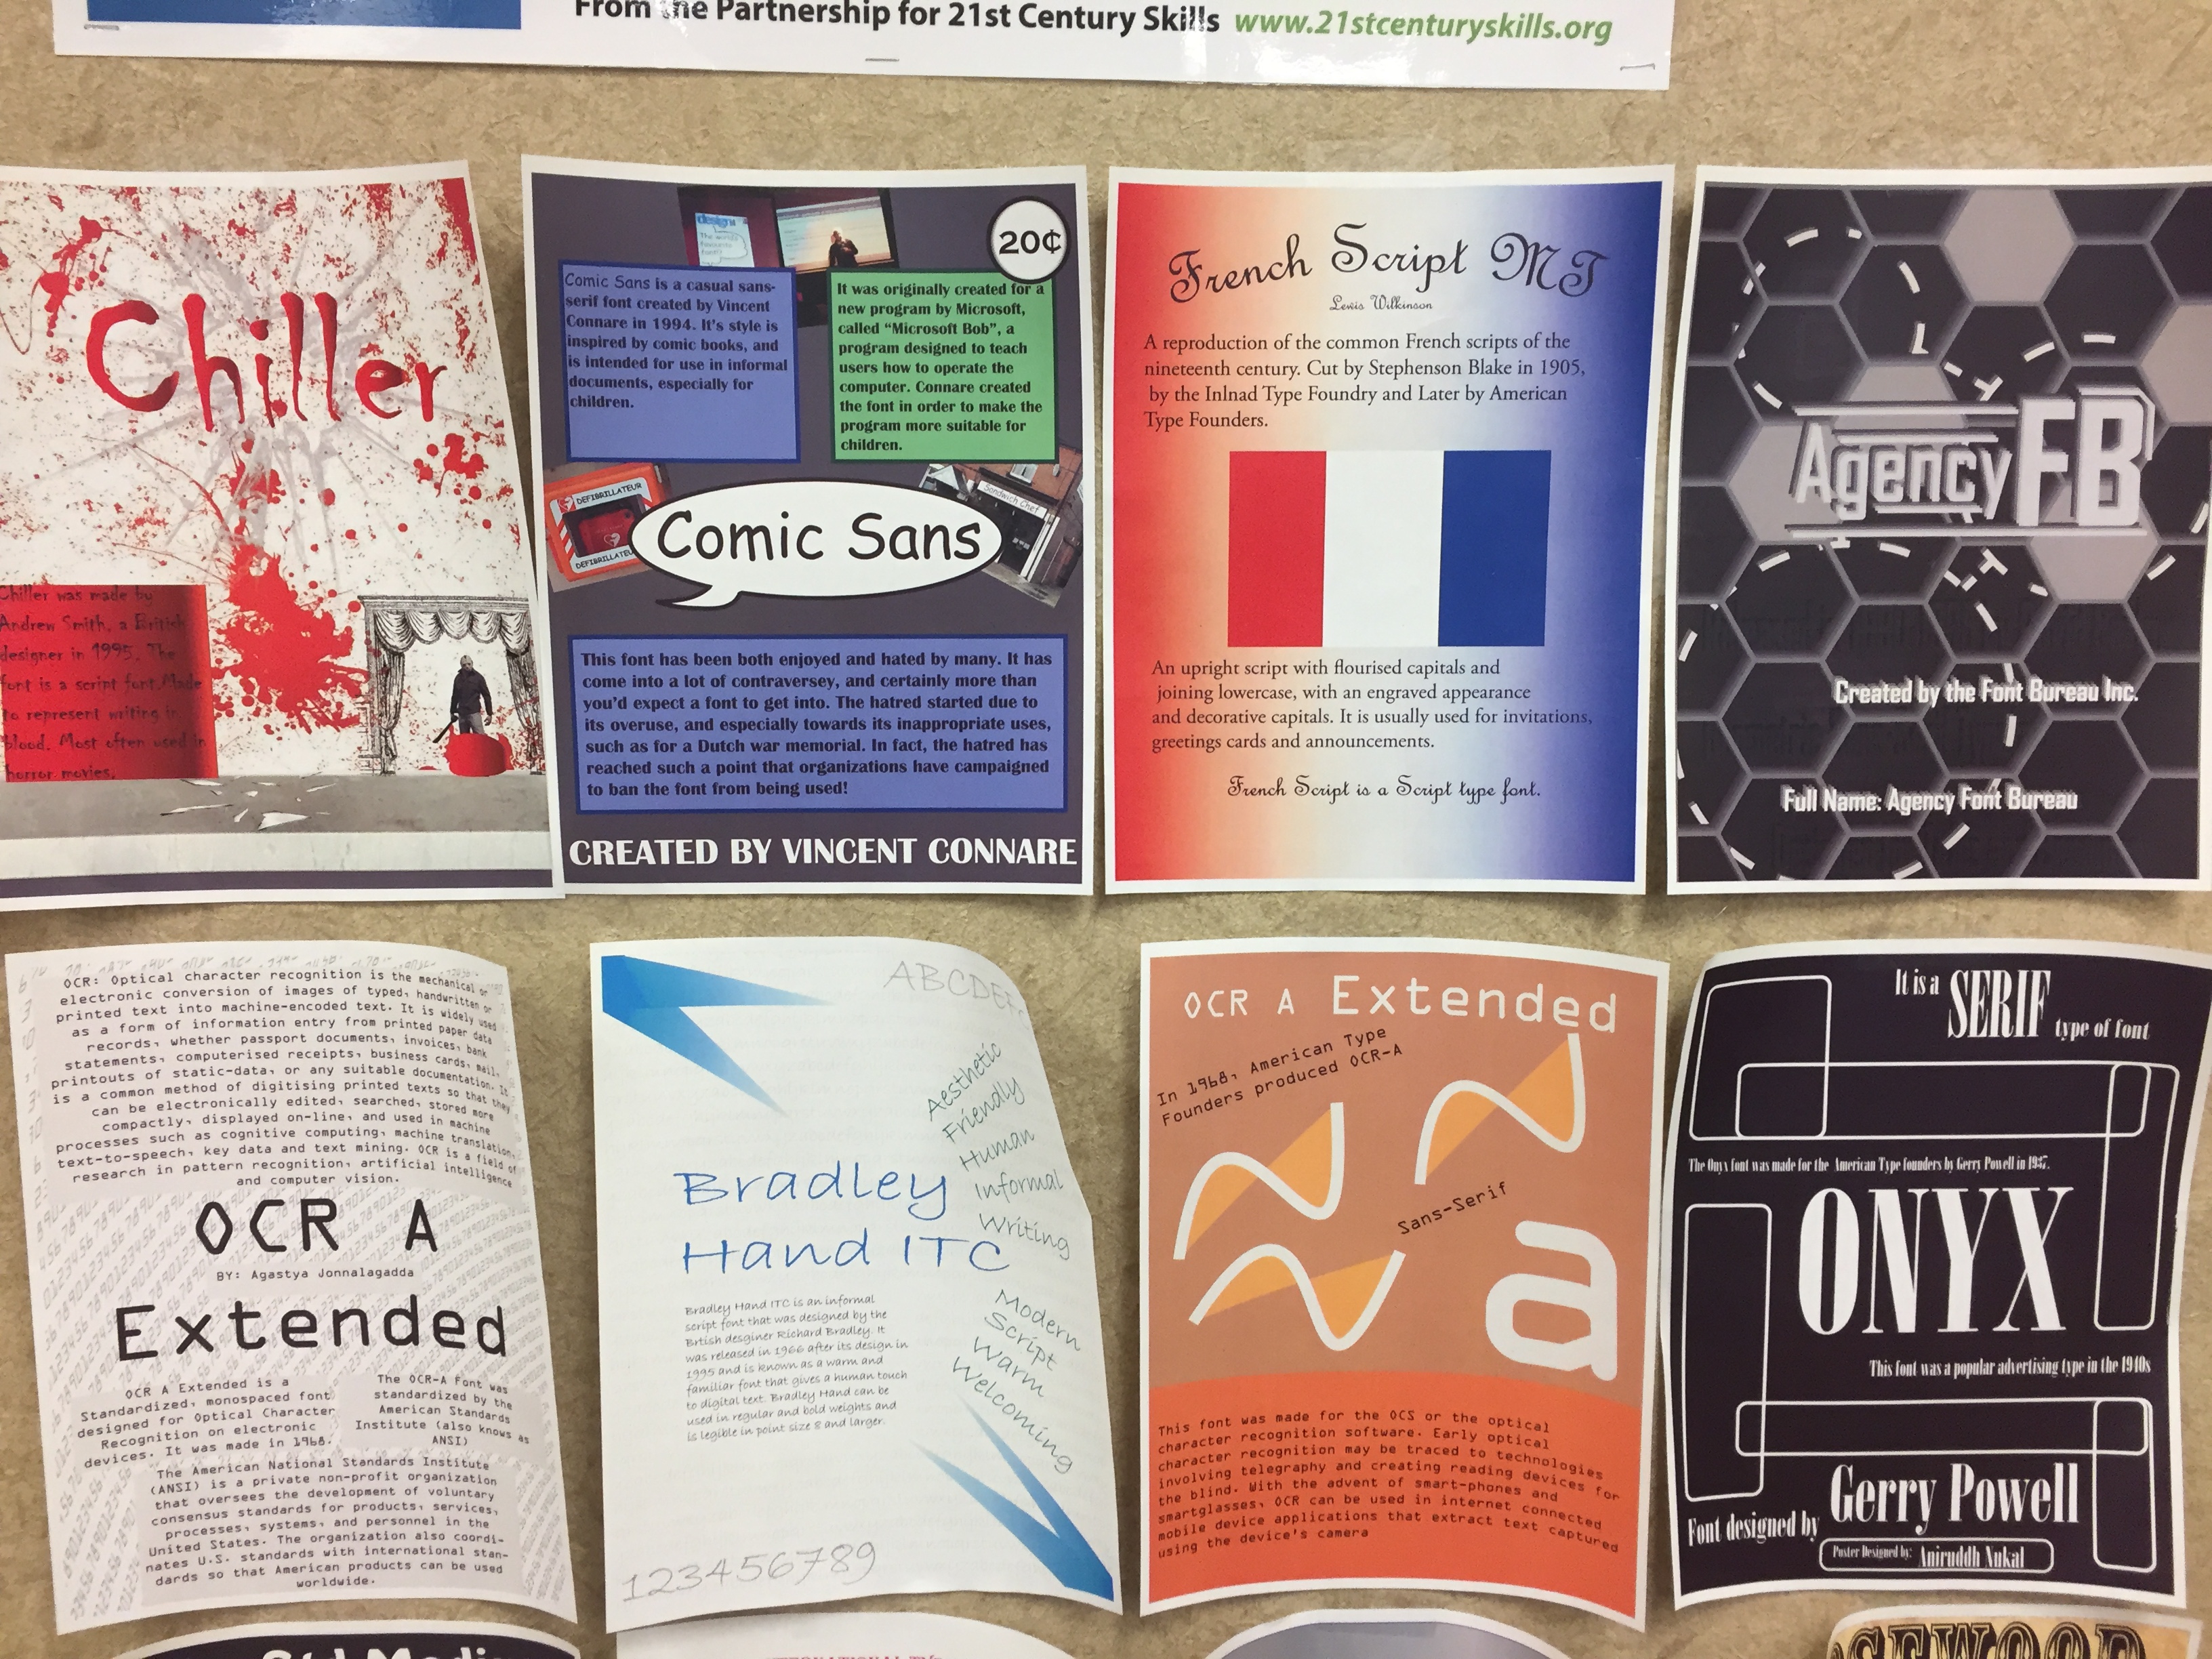 From the Partnership for 21st Century Skills www.21stcenturyskills.org
Chiller
Chiller was made by
Andrew Smith, a British
designer in 1995. The
font is a script font.Made
to represent writing in
blood. Most often used in
horror movies.
design
20¢
Comic Sans is a casual sans-
serif font created by Vincent
Connare in 1994. It's style is
inspired by comic books, and
is intended for use in informal
documents, especially for
children.
It was originally created for a
new program by Microsoft,
called “Microsoft Bob”, a
program designed to teach
users how to operate the
computer. Connare created
the font in order to make the
program more suitable for
children.
DEFIBRILLATEUR
DEFIBRILLATEUR
Sandwich Chef
Comic Sans
This font has been both enjoyed and hated by many. It has
come into a lot of contraversey, and certainly more than
you'd expect a font to get into. The hatred started due to
its overuse, and especially towards its inappropriate uses,
such as for a Dutch war memorial. In fact, the hatred has
reached such a point that organizations have campaigned
to ban the font from being used!
CREATED BY VINCENT CONNARE
French Script MT
Lewis Wilkinson
A reproduction of the common French scripts of the
nineteenth century. Cut by Stephenson Blake in 1905,
by the Inlnad Type Foundry and Later by American
Type Founders.
An upright script with flourised capitals and
joining lowercase, with an engraved appearance
and decorative capitals. It is usually used for invitations,
greetings cards and announcements.
French Script is a Script type font.
Agency FB
Created by the Font Bureau Inc.
Full Name: Agency Font Bureau
OCR: Optical character recognition is the mechanical or
electronic conversion of images of typed, handwritten or
printed text into machine-encoded text. It is widely used
as a form of information entry from printed paper data
records, whether passport documents, invoices, bank
statements, computerised receipts, business cards, mail,
printouts of static-data, or any suitable documentation. It
is a common method of digitising printed texts so that they
can be electronically edited, searched, stored more
compactly, displayed on-line, and used in machine
processes such as cognitive computing, machine translation,
text-to-speech, key data and text mining. OCR is a field of
research in pattern recognition, artificial intelligence
and computer vision.
OCR A
BY: Agastya Jonnalagadda
Extended
OCR A Extended is a
Standardized, monospaced font
designed for Optical Character
Recognition on electronic
devices. It was made in 1968.
The OCR-A Font was
standardized by the
American Standards
Institute (also knows as
ANSI)
The American National Standards Institute
(ANSI) is a private non-profit organization
that oversees the development of voluntary
consensus standards for products, services,
processes, systems, and personnel in the
United States. The organization also coordi-
nates U.S. standards with international stan-
dards so that American products can be used
worldwide.
ABCDEF
Aesthetic
Friendly
Human
Informal
Writing
Bradley
Hand ITC
Modern
Script
Warm
Welcoming
Bradley Hand ITC is an informal
script font that was designed by the
Brtish desginer Richard Bradley. It
was released in 1966 after its design in
1995 and is known as a warm and
familiar font that gives a human touch
to digital text. Bradley Hand can be
used in regular and bold weights and
is legible in point size 8 and larger.
123456789
OCR A Extended
In 1968, American Type
Founders produced OCR-A
Sans-Serif
a
This font was made for the OCS or the optical
character recognition software. Early optical
character recognition may be traced to technologies
involving telegraphy and creating reading devices for
the blind. With the advent of smart-phones and
smartglasses, OCR can be used in internet connected
mobile device applications that extract text captured
using the device's camera
It is a SERIF type of font
The Onyx font was made for the American Type founders by Gerry Powell in 1937.
ONYX
This font was a popular advertising type in the 1940s
Font designed by Gerry Powell
Poster Designed by: Aniruddh Nukal